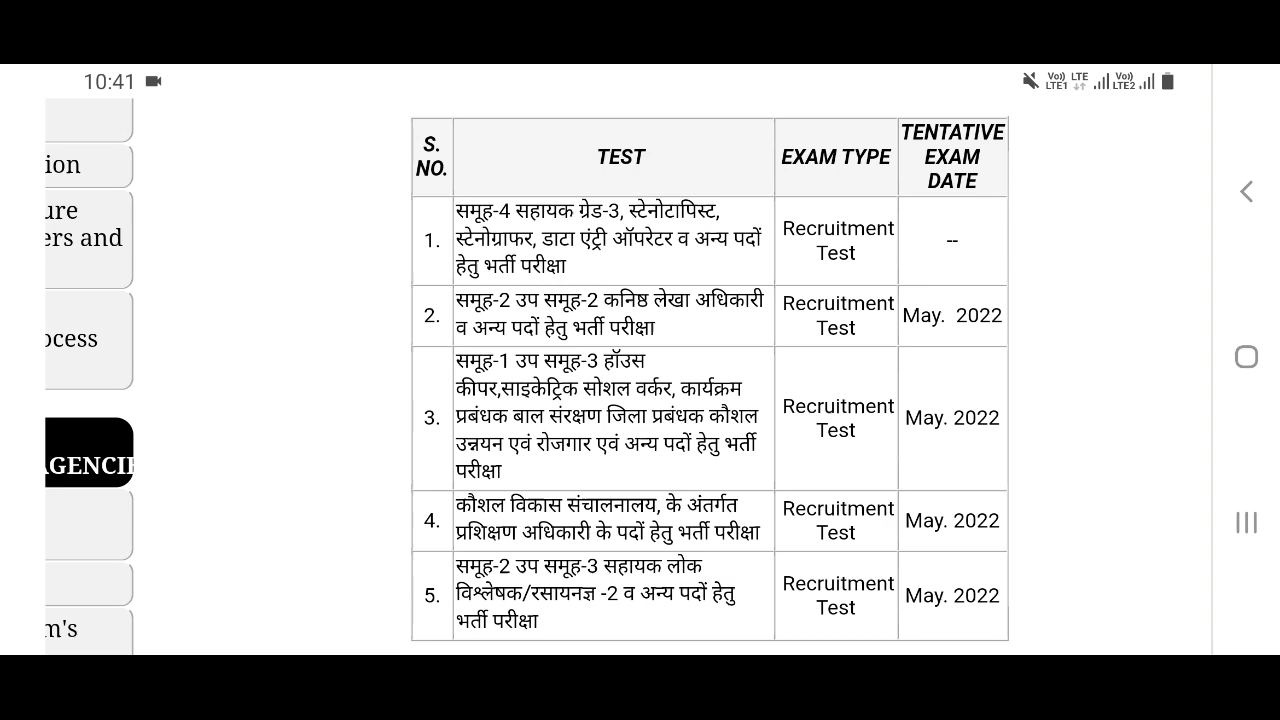 10:41
Vo)) LTE Vo))
LTE1 LTE2
ion
ure
ers and
ocess
AGENCIE
m's
S. NO.
TEST
EXAM TYPE
TENTATIVE
EXAM
DATE
1.
समूह-4 सहायक ग्रेड-3, स्टेनोटापिस्ट,
स्टेनोग्राफर, डाटा एंट्री ऑपरेटर व अन्य पदों
हेतु भर्ती परीक्षा
Recruitment
Test
--
2.
समूह-2 उप समूह-2 कनिष्ठ लेखा अधिकारी
व अन्य पदों हेतु भर्ती परीक्षा
Recruitment
Test
May. 2022
3.
समूह-1 उप समूह-3 हॉउस
कीपर,साइकेट्रिक सोशल वर्कर, कार्यक्रम
प्रबंधक बाल संरक्षण जिला प्रबंधक कौशल
उन्नयन एवं रोजगार एवं अन्य पदों हेतु भर्ती
परीक्षा
Recruitment
Test
May. 2022
4.
कौशल विकास संचालनालय, के अंतर्गत
प्रशिक्षण अधिकारी के पदों हेतु भर्ती परीक्षा
Recruitment
Test
May. 2022
5.
समूह-2 उप समूह-3 सहायक लोक
विश्लेषक/रसायनज्ञ -2 व अन्य पदों हेतु
भर्ती परीक्षा
Recruitment
Test
May. 2022